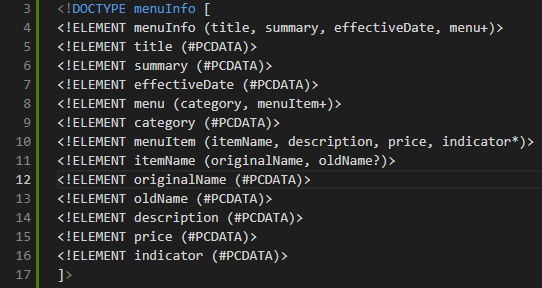 3 <!DOCTYPE menuInfo [
4 <!ELEMENT menuInfo (title, summary, effectiveDate, menu+)>
5 <!ELEMENT title (#PCDATA)>
6 <!ELEMENT summary (#PCDATA)>
7 <!ELEMENT effectiveDate (#PCDATA)>
8 <!ELEMENT menu (category, menuItem+)>
9 <!ELEMENT category (#PCDATA)>
10 <!ELEMENT menuItem (itemName, description, price, indicator*)>
11 <!ELEMENT itemName (originalName, oldName?)>
12 <!ELEMENT originalName (#PCDATA)>
13 <!ELEMENT oldName (#PCDATA)>
14 <!ELEMENT description (#PCDATA)>
15 <!ELEMENT price (#PCDATA)>
16 <!ELEMENT indicator (#PCDATA)>
17 ]>